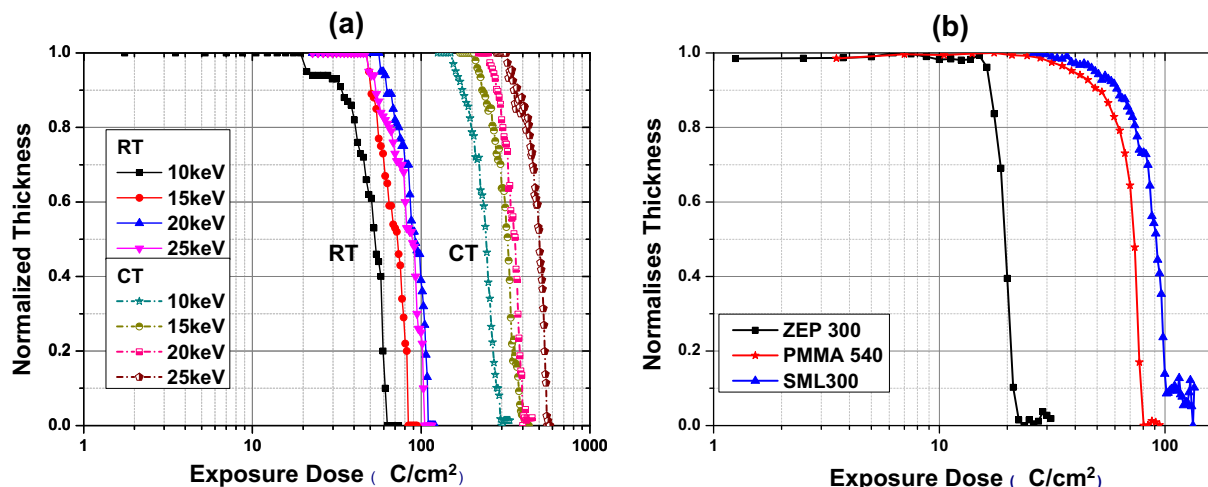 (a)
Normalized Thickness
1.0
0.8
0.6
0.4
0.2
0.0
RT
10keV
15keV
20keV
25keV
CT
10keV
15keV
20keV
25keV
RT
CT
1
10
100
1000
Exposure Dose ( C/cm²)
(b)
Normalises Thickness
1.0
0.8
0.6
0.4
0.2
0.0
ZEP 300
PMMA 540
SML300
1
10
100
Exposure Dose ( C/cm²)